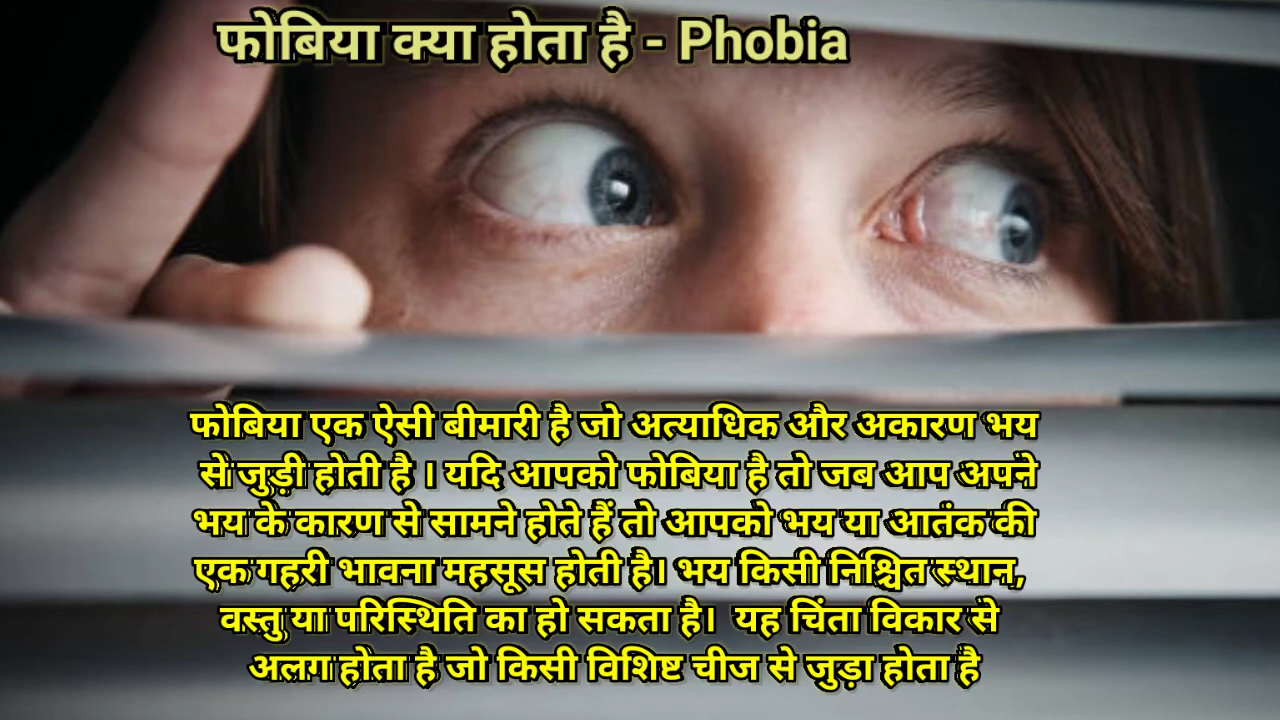 फोबिया क्या होता है - Phobia
फोबिया एक ऐसी बीमारी है जो अत्याधिक और अकारण भय
से जुड़ी होती है । यदि आपको फोबिया है तो जब आप अपने
भय के कारण से सामने होते हैं तो आपको भय या आतंक की
एक गहरी भावना महसूस होती है। भय किसी निश्चित स्थान,
वस्तु या परिस्थिति का हो सकता है। यह चिंता विकार से
अलग होता है जो किसी विशिष्ट चीज से जुड़ा होता है